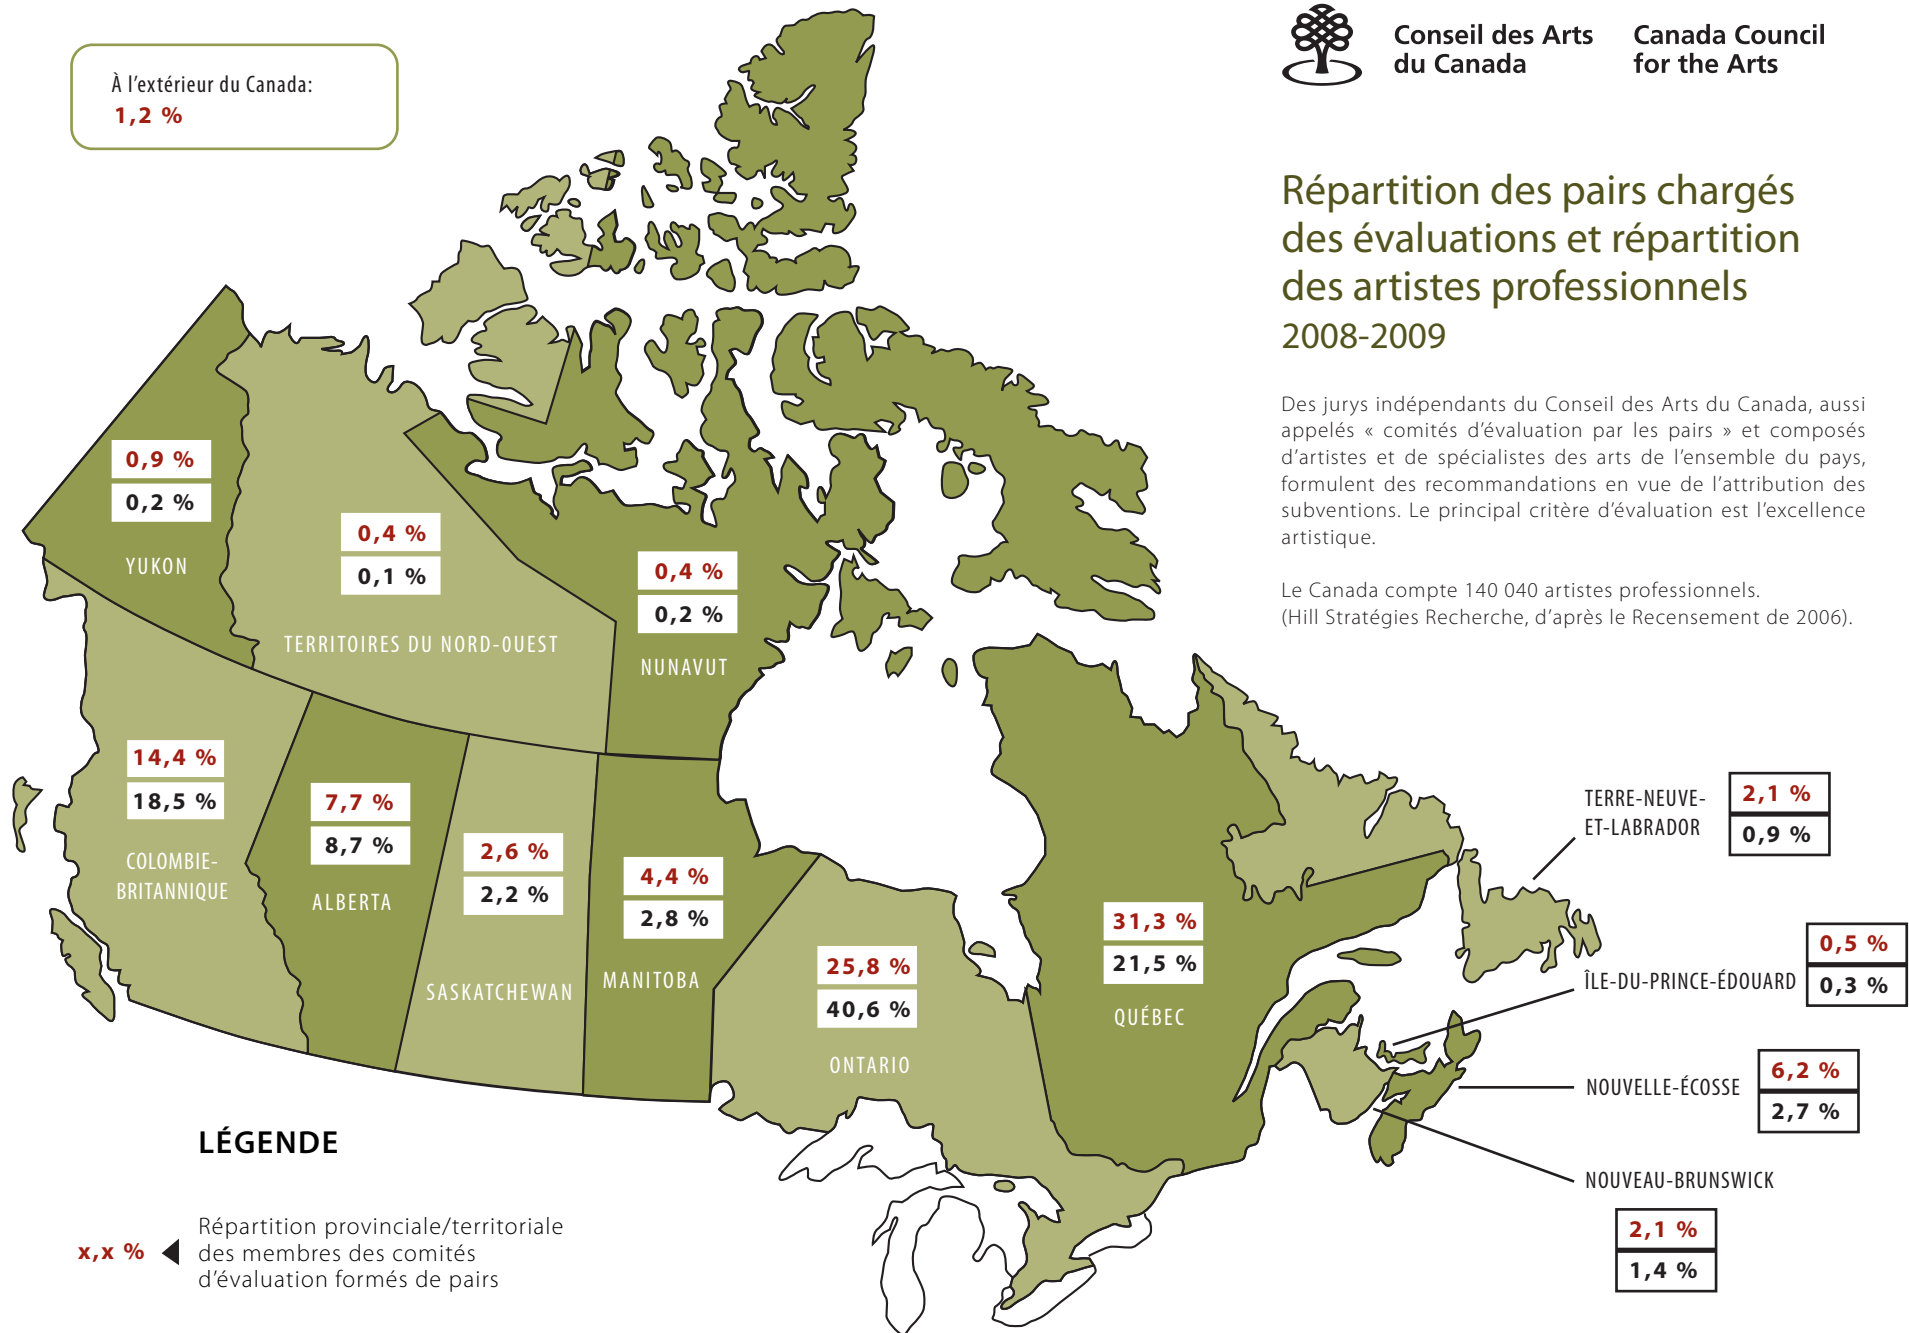 À l'extérieur du Canada:
1,2 %
Conseil des Arts
du Canada
Canada Council
for the Arts
Répartition des pairs chargés
des évaluations et répartition
des artistes professionnels
2008-2009
Des jurys indépendants du Conseil des Arts du Canada, aussi
appelés « comités d'évaluation par les pairs » et composés
d'artistes et de spécialistes des arts de l'ensemble du pays,
formulent des recommandations en vue de l'attribution des
subventions. Le principal critère d'évaluation est l'excellence
artistique.
Le Canada compte 140 040 artistes professionnels.
(Hill Stratégies Recherche, d'après le Recensement de 2006).
0,9 %
0,2 %
YUKON
0,4 %
0,1 %
TERRITOIRES DU NORD-OUEST
0,4 %
0,2 %
NUNAVUT
14,4 %
18,5 %
COLOMBIE-
BRITANNIQUE
7,7 %
8,7 %
ALBERTA
2,6 %
2,2 %
SASKATCHEWAN
4,4 %
2,8 %
MANITOBA
25,8 %
40,6 %
ONTARIO
31,3 %
21,5 %
QUÉBEC
TERRE-NEUVE-
ET-LABRADOR
2,1 %
0,9 %
ÎLE-DU-PRINCE-ÉDOUARD
0,5 %
0,3 %
NOUVELLE-ÉCOSSE
6,2 %
2,7 %
NOUVEAU-BRUNSWICK
2,1 %
1,4 %
LÉGENDE
x,x %
Répartition provinciale/territoriale
des membres des comités
d'évaluation formés de pairs